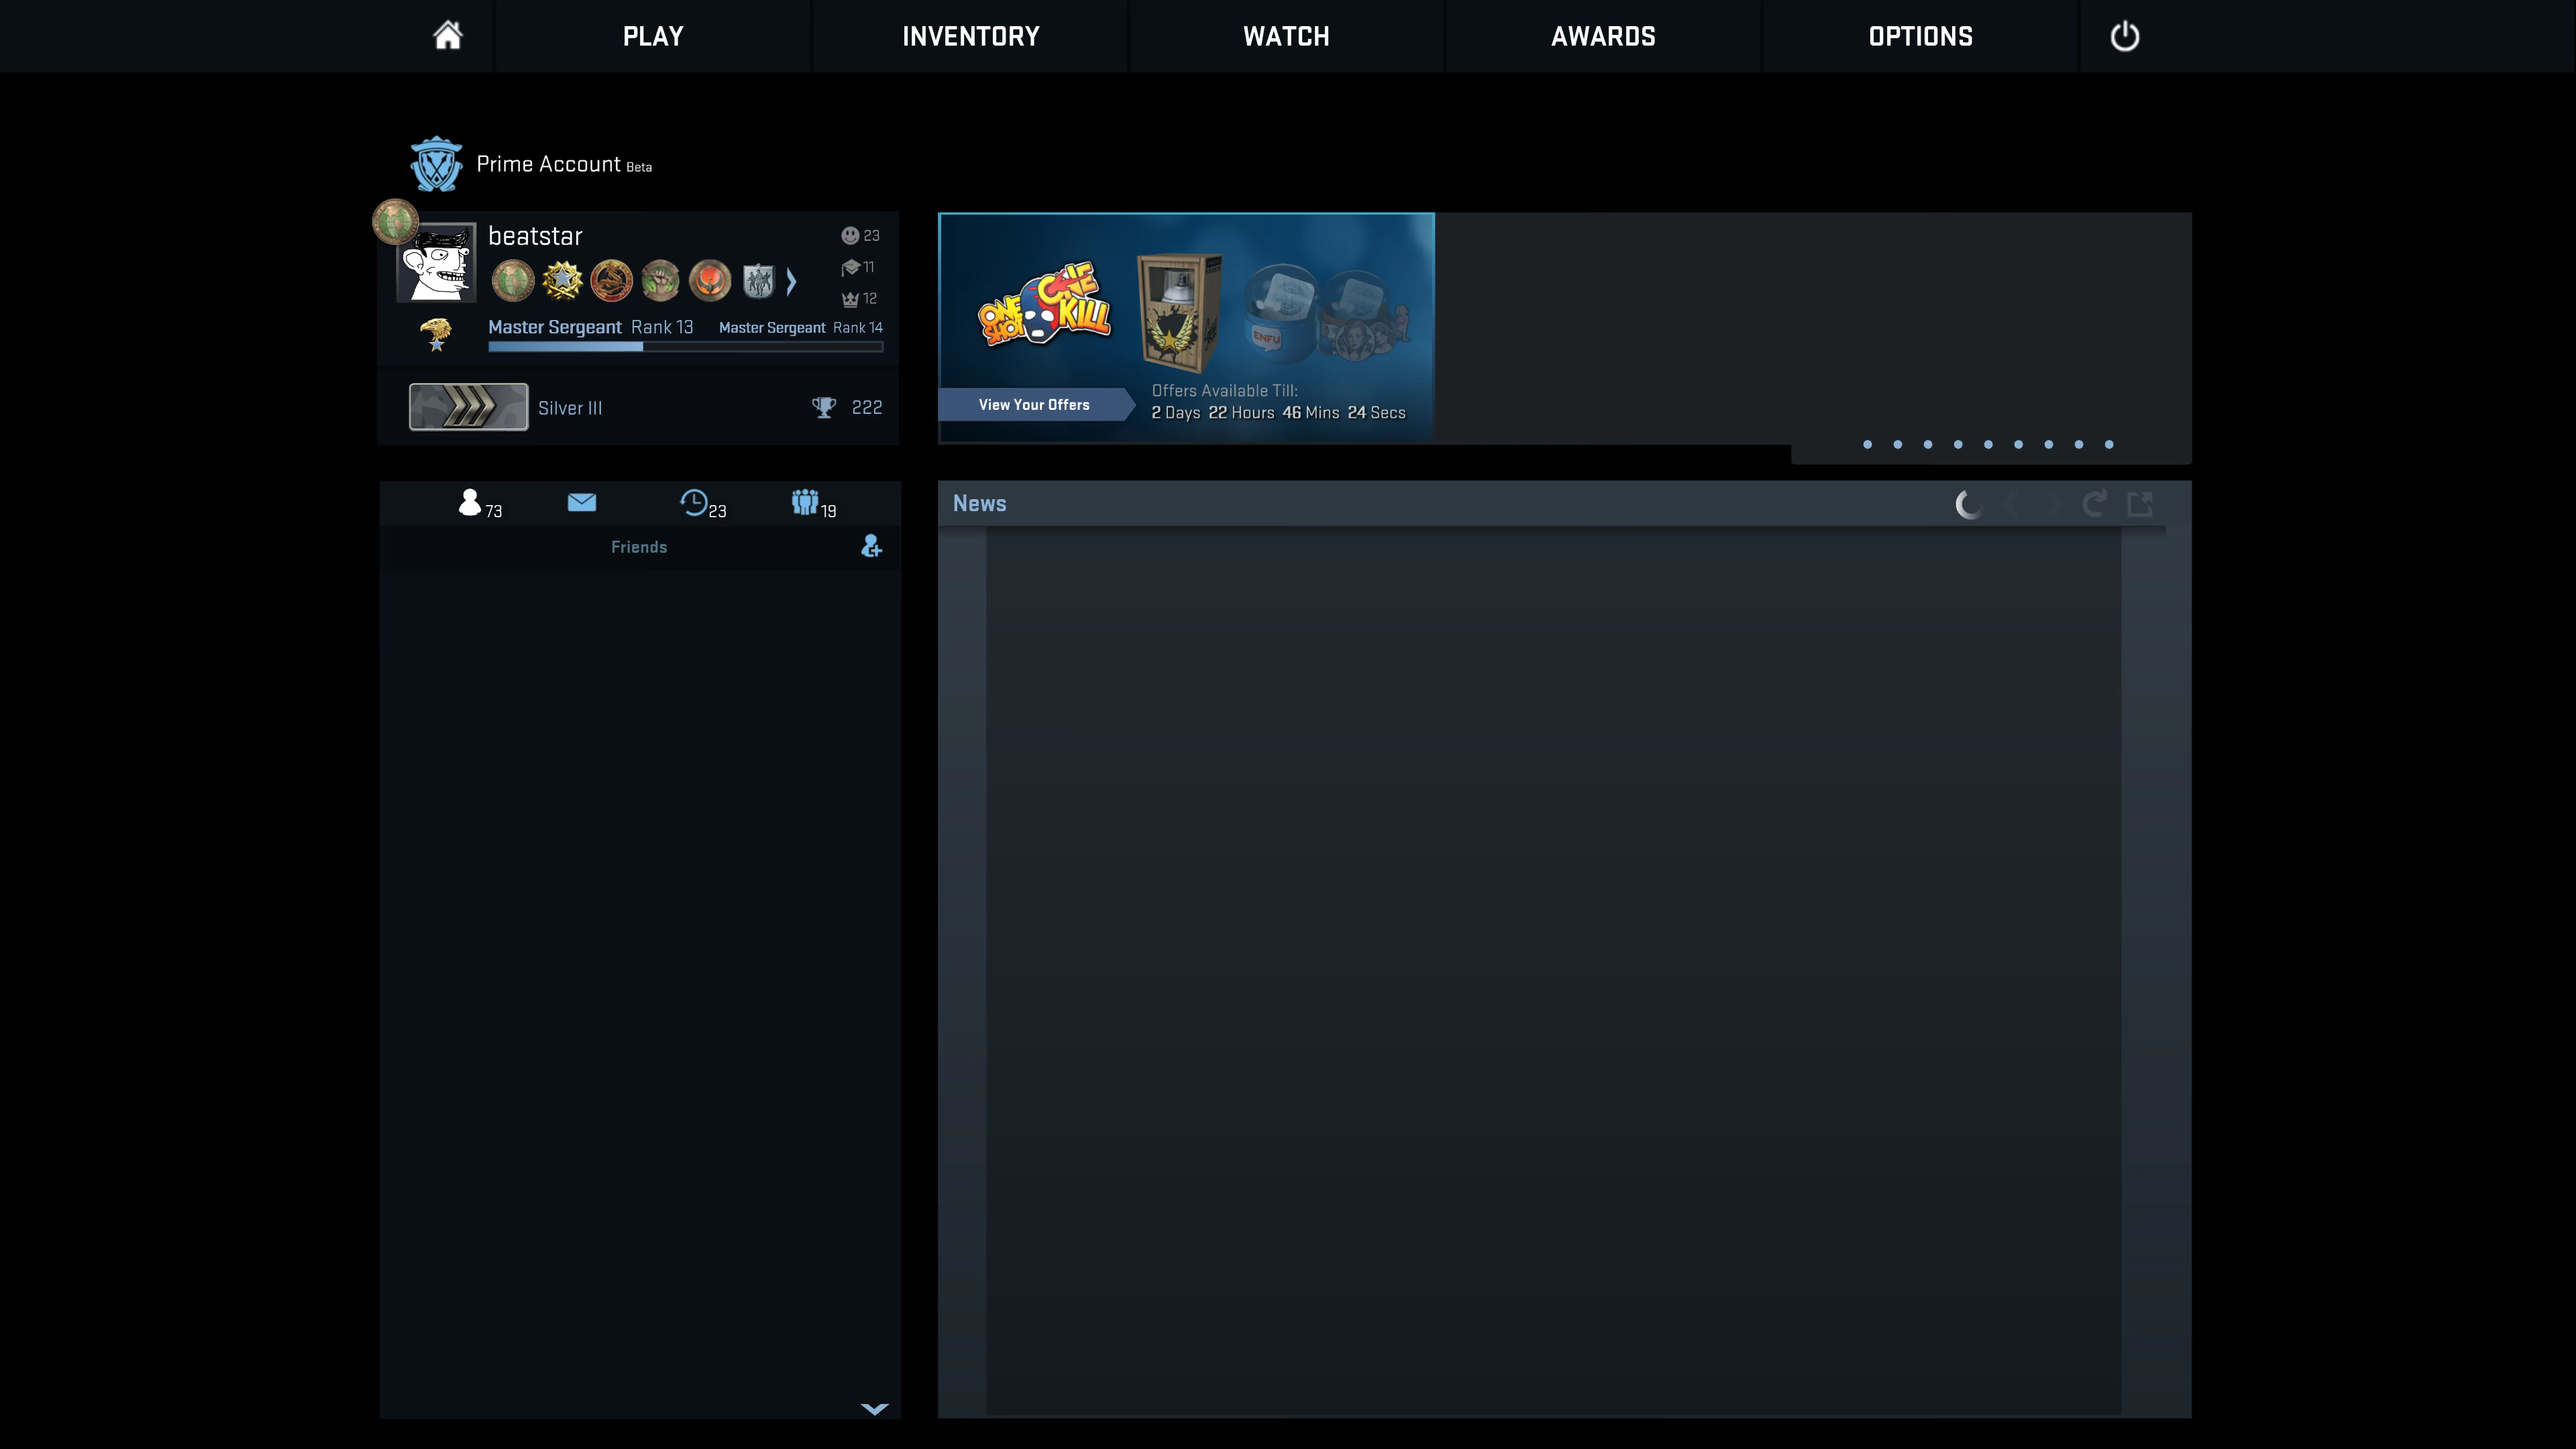 PLAY
INVENTORY
WATCH
AWARDS
OPTIONS
Prime Account Beta
beatstar
23
11
12
Master Sergeant Rank 13 Master Sergeant Rank 14
Silver III
222
ONE SHOT ONE KILL
ENFU
View Your Offers
Offers Available Till:
2 Days 22 Hours 46 Mins 24 Secs
73
23
19
Friends
News